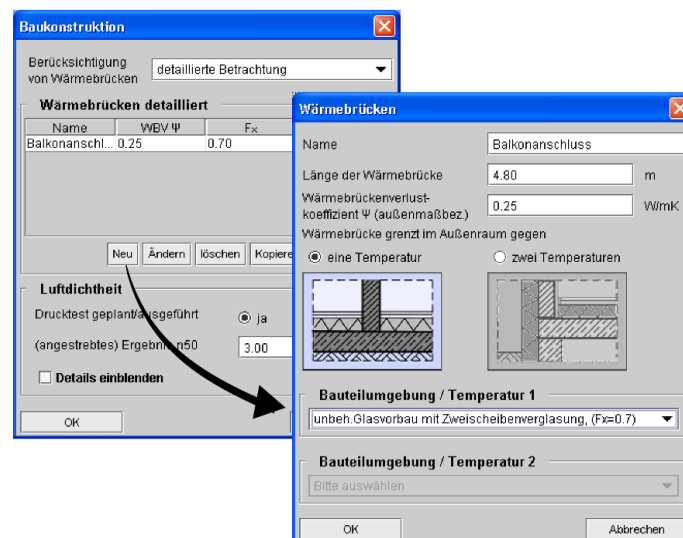 Baukonstruktion
Berücksichtigung
von Wärmebrücken
detaillierte Betrachtung
Wärmebrücken detailliert
Name WBV Ψ Fx
Balkonanschl... 0.25 0.70
Neu Ändern löschen Kopiere
Luftdichtheit
Drucktest geplant/ausgeführt ja
(angestrebtes) Ergebnis n50 3.00
Details einblenden
OK
Wärmebrücken
Name Balkonanschluss
Länge der Wärmebrücke 4.80 m
Wärmebrückenverlust-
koeffizient Ψ (außenmaßbez.) 0.25 W/mK
Wärmebrücke grenzt im Außenraum gegen
eine Temperatur zwei Temperaturen
Bauteilumgebung / Temperatur 1
unbeh.Glasvorbau mit Zweischeibenverglasung, (Fx=0.7)
Bauteilumgebung / Temperatur 2
Bitte auswählen
OK Abbrechen